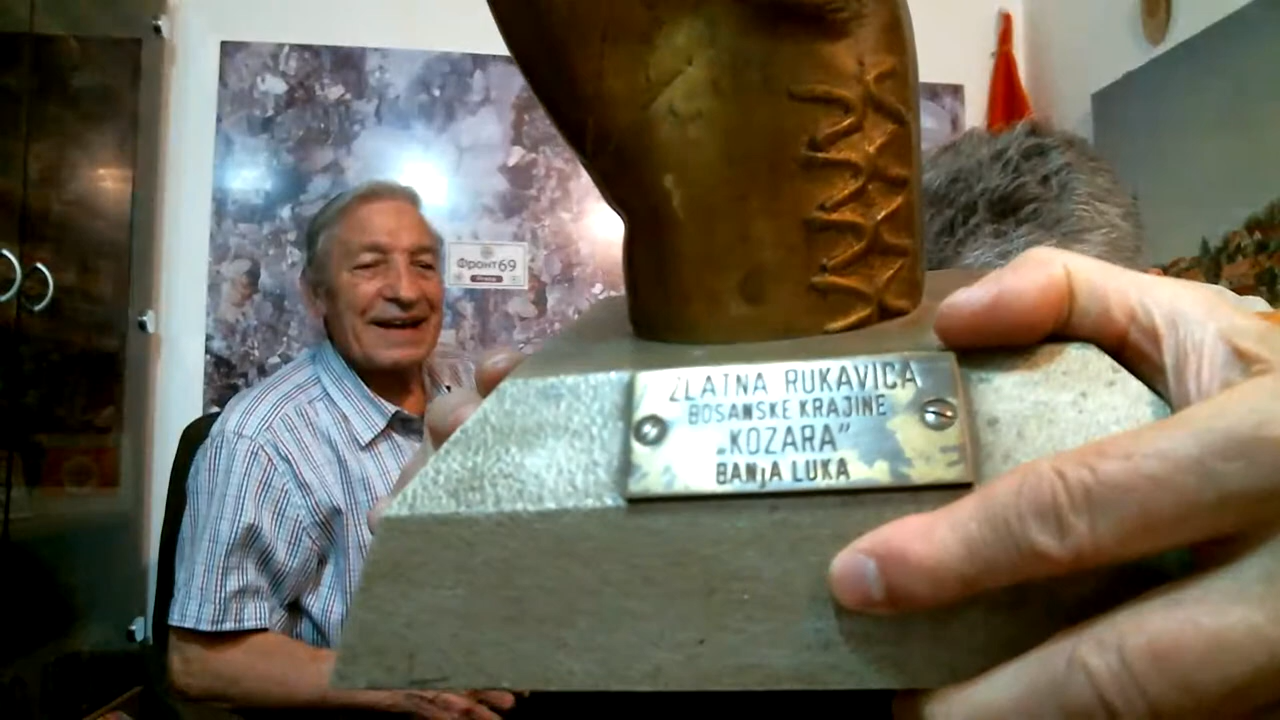 Фронт69
ZLATNA RUKAVICA
BOSANSKE KRAJINE
„KOZARA”
BANjA LUKA